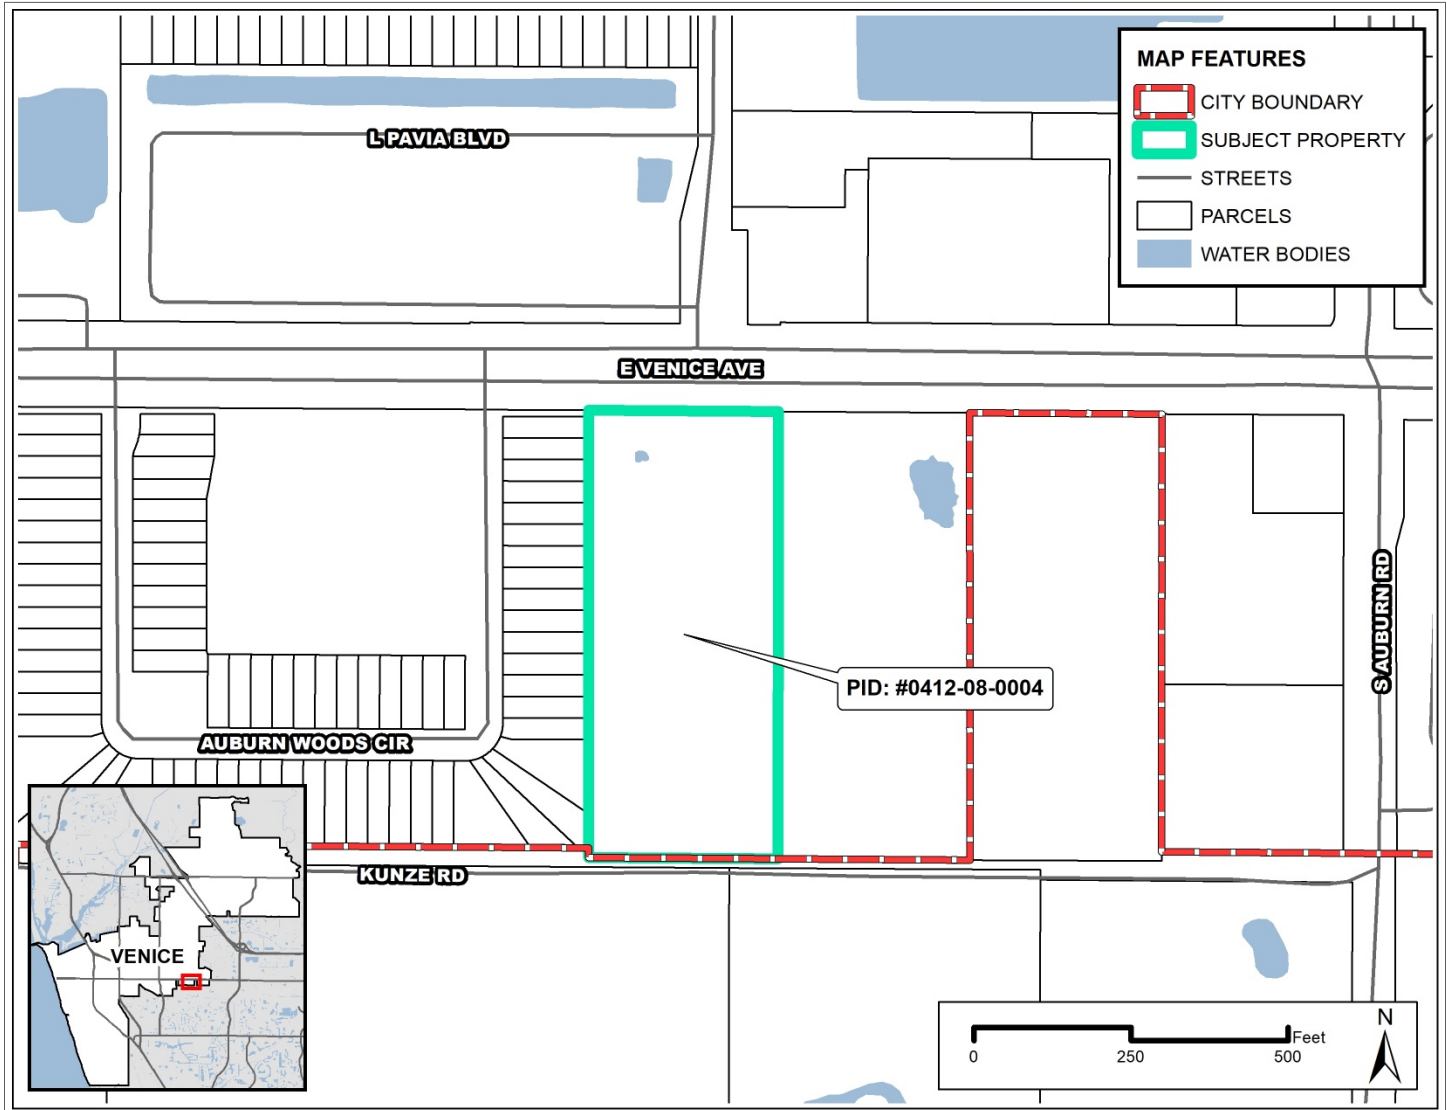 MAP FEATURES
CITY BOUNDARY
SUBJECT PROPERTY
STREETS
PARCELS
WATER BODIES
L PAVIA BLVD
E VENICE AVE
S AUBURN RD
PID: #0412-08-0004
AUBURN WOODS CIR
KUNZE RD
VENICE
N
Feet
0 250 500